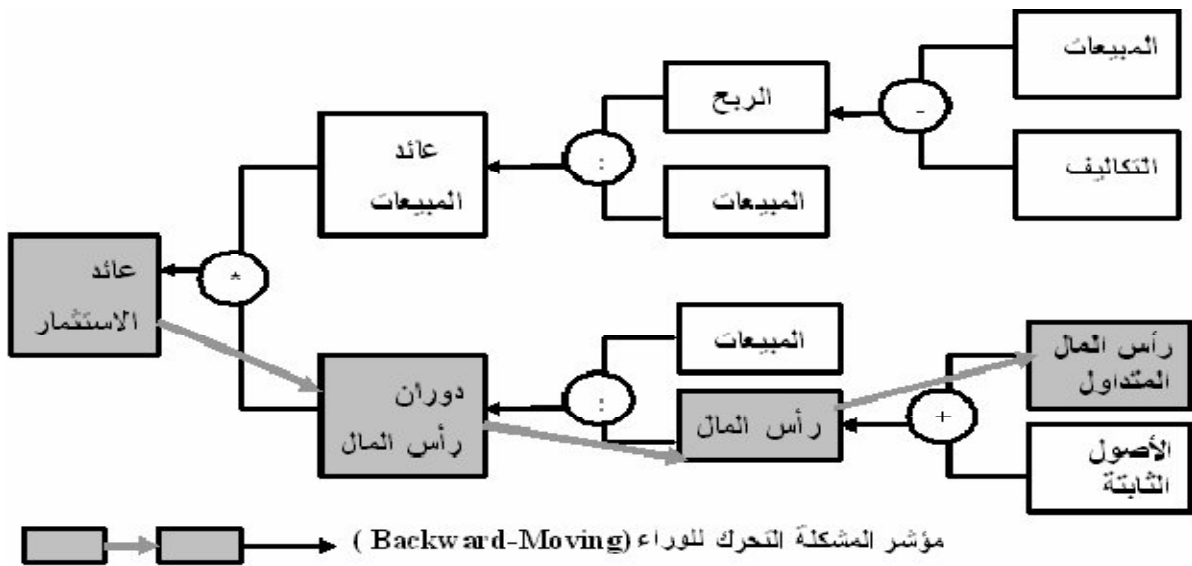 المبيعات
-
الربح
التكاليف
:
عائد
المبيعات
المبيعات
*
عائد
الاستثمار
المبيعات
رأس المال
المتداول
:
+
دوران
رأس المال
رأس المال
الأصول
الثابتة
مؤشر المشكلة التحرك للوراء (Backward-Moving)